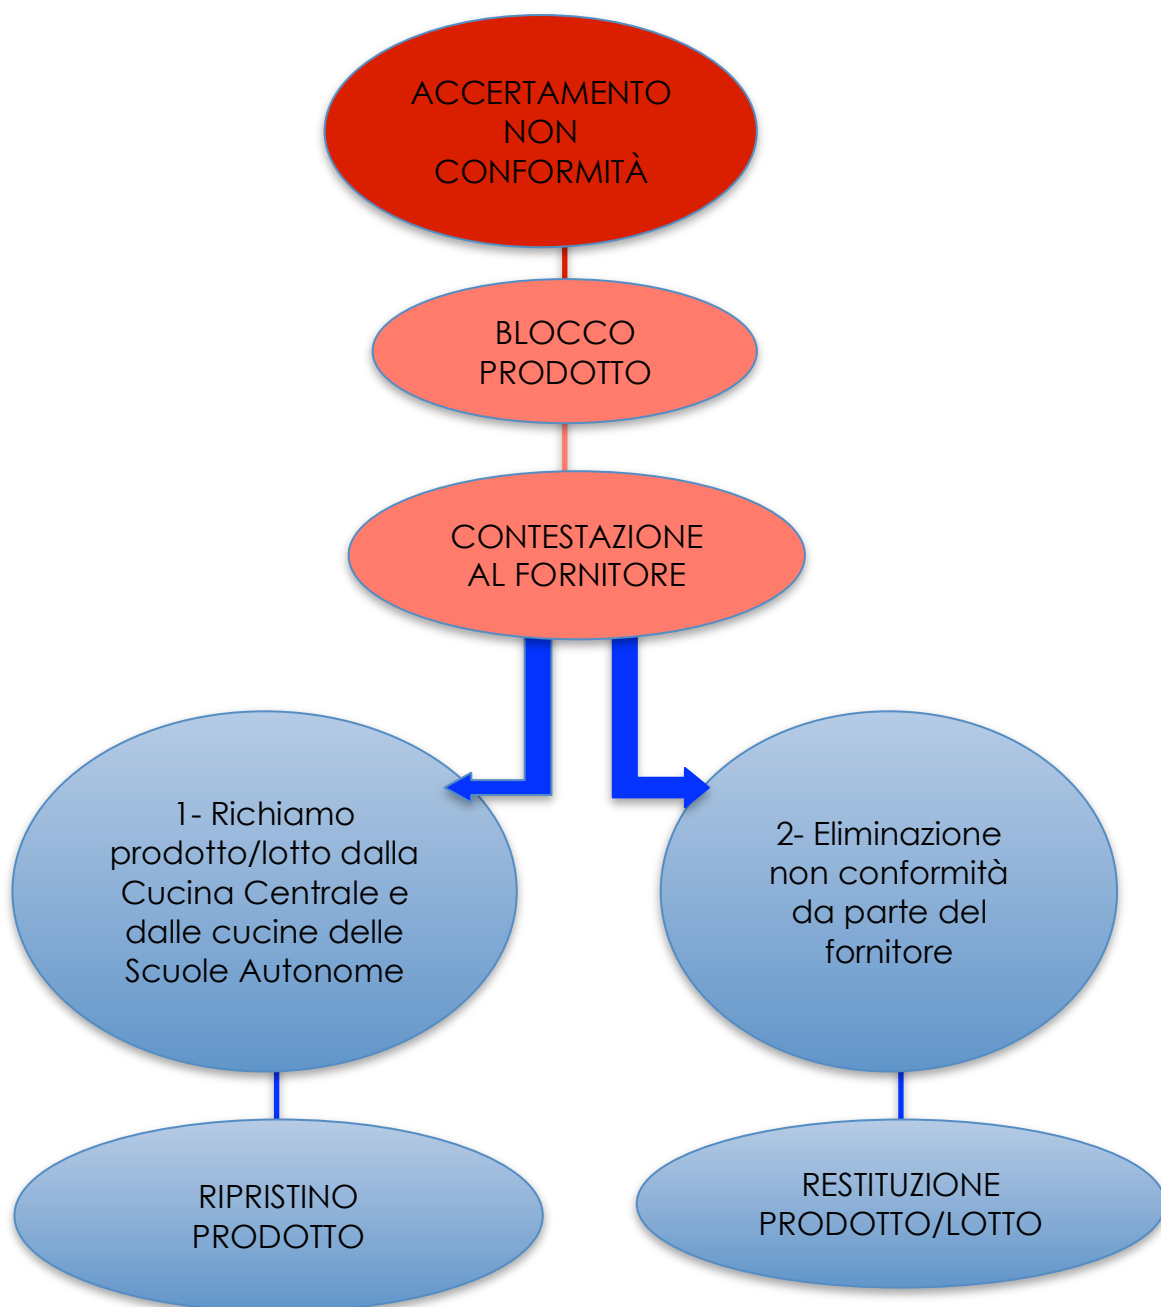 ACCERTAMENTO
NON
CONFORMITÀ
BLOCCO
PRODOTTO
CONTESTAZIONE
AL FORNITORE
1- Richiamo
prodotto/lotto dalla
Cucina Centrale e
dalle cucine delle
Scuole Autonome
2- Eliminazione
non conformità
da parte del
fornitore
RIPRISTINO
PRODOTTO
RESTITUZIONE
PRODOTTO/LOTTO